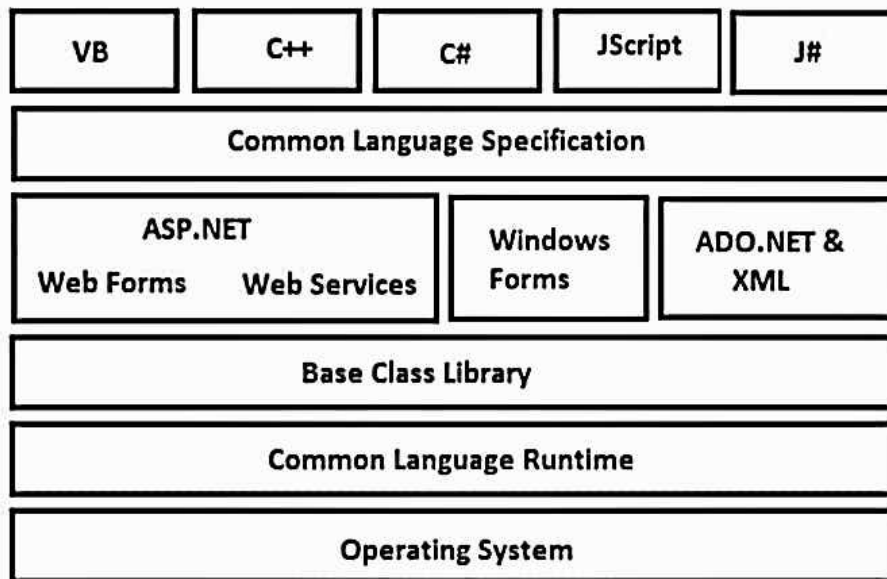 VB
C++
C#
JScript
J#
Common Language Specification
ASP.NET
Web Forms
Web Services
Windows
Forms
ADO.NET &
XML
Base Class Library
Common Language Runtime
Operating System